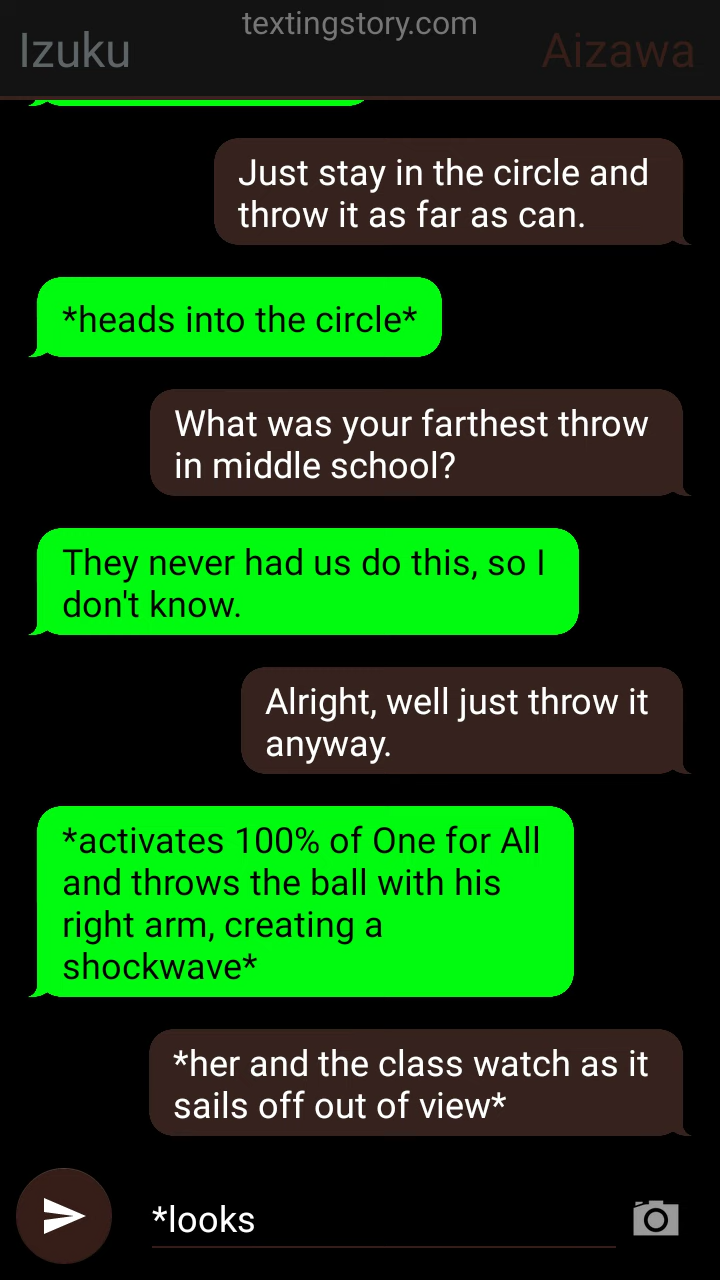 textingstory.com
Izuku
Aizawa
Just stay in the circle and
throw it as far as can.
*heads into the circle*
What was your farthest throw
in middle school?
They never had us do this, so I
don't know.
Alright, well just throw it
anyway.
*activates 100% of One for All
and throws the ball with his
right arm, creating a
shockwave*
*her and the class watch as it
sails off out of view*
*looks